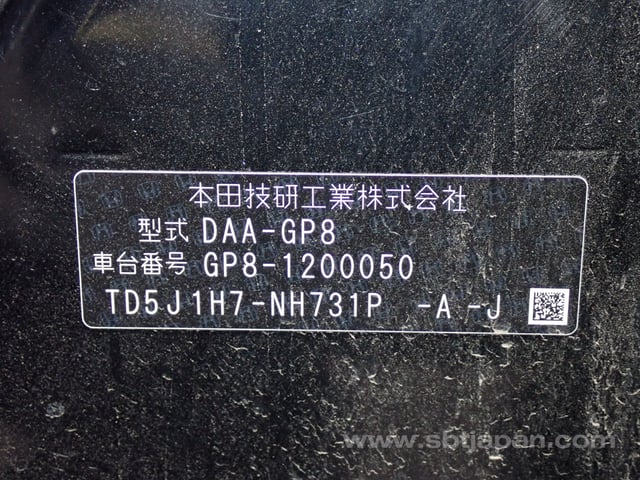 本田技研工業株式会社
型式 DAA-GP8
車台番号 GP8-1200050
TD5J1H7-NH731P -A -J
www.sbtjapan.com